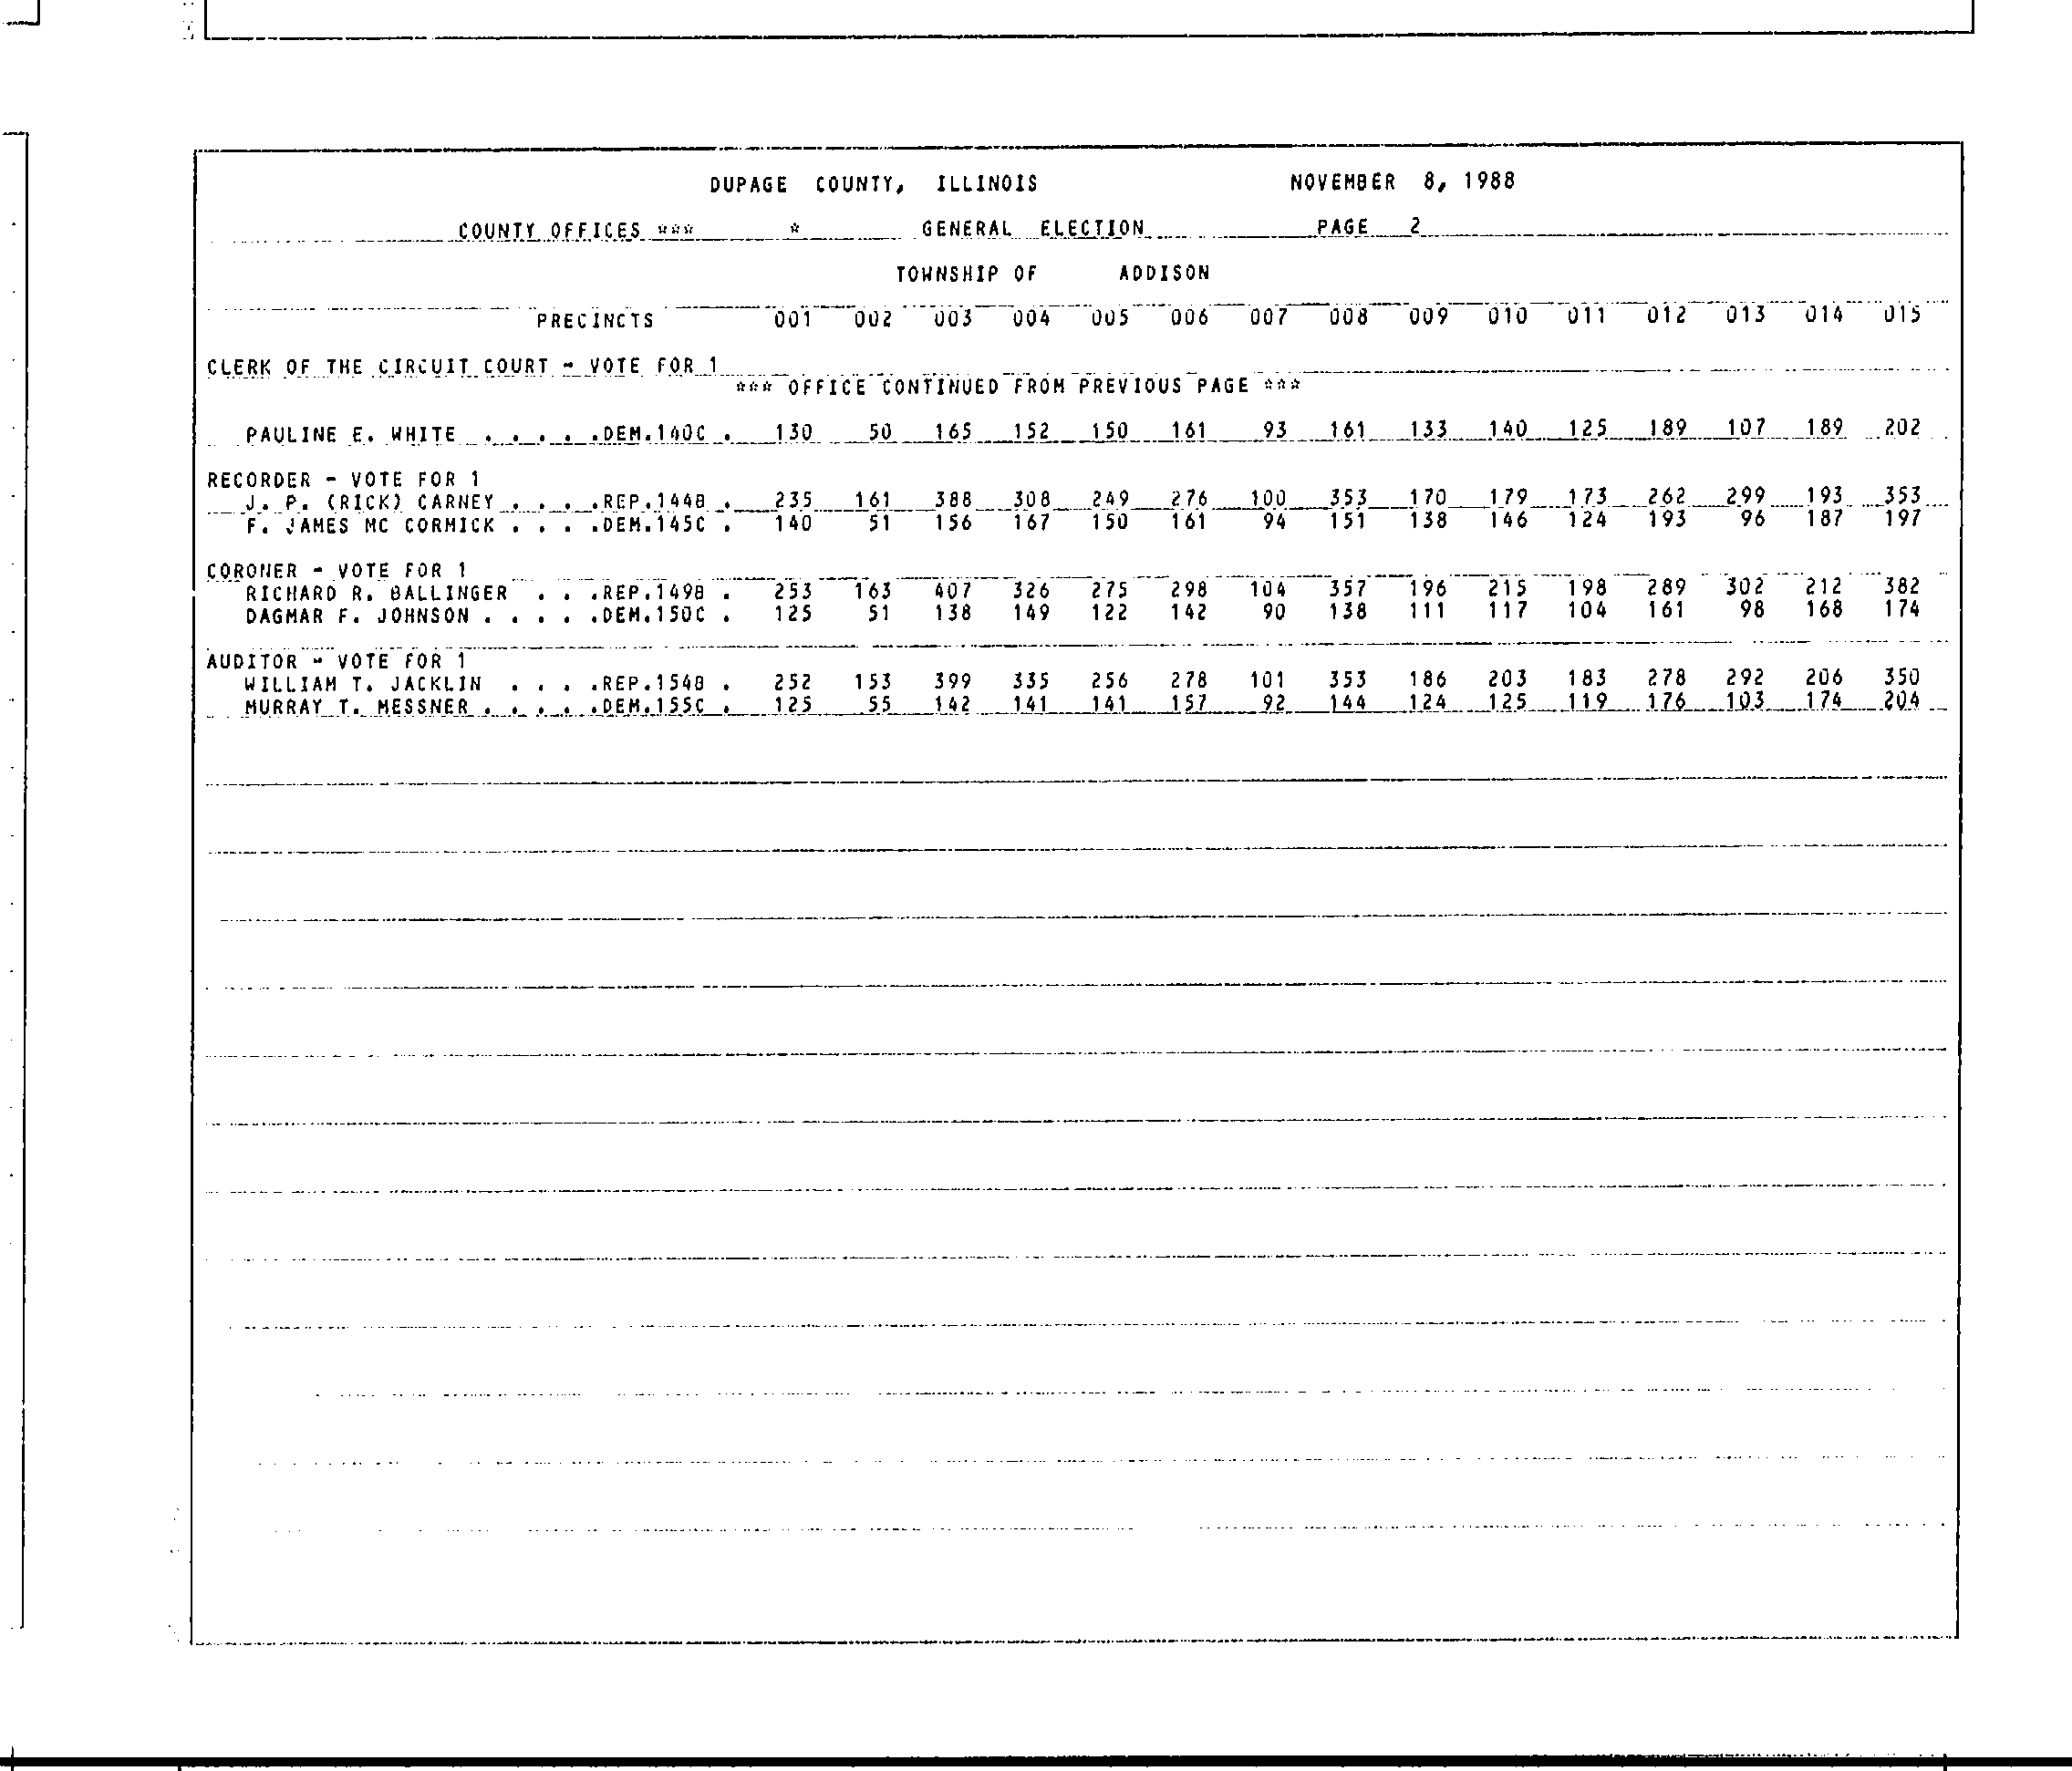 DUPAGE COUNTY, ILLINOIS NOVEMBER 8, 1988
COUNTY OFFICES *** * GENERAL ELECTION PAGE 2
TOWNSHIP OF ADDISON
PRECINCTS 001 002 003 004 005 006 007 008 009 010 011 012 013 014 015
CLERK OF THE CIRCUIT COURT - VOTE FOR 1
*** OFFICE CONTINUED FROM PREVIOUS PAGE ***
PAULINE E. WHITE . . . . .DEM.140C . 130 50 165 152 150 161 93 161 133 140 125 189 107 189 202
RECORDER - VOTE FOR 1
J. P. (RICK) CARNEY . . . .REP.144B . 235 161 388 308 249 276 100 353 170 179 173 262 299 193 353
F. JAMES MC CORMICK . . . .DEM.145C . 140 51 156 167 150 161 94 151 138 146 124 193 96 187 197
CORONER - VOTE FOR 1
RICHARD R. BALLINGER . . .REP.149B . 253 163 407 326 275 298 104 357 196 215 198 289 302 212 382
DAGMAR F. JOHNSON . . . . .DEM.150C . 125 51 138 149 122 142 90 138 111 117 104 161 98 168 174
AUDITOR - VOTE FOR 1
WILLIAM T. JACKLIN . . . .REP.154B . 252 153 399 335 256 278 101 353 186 203 183 278 292 206 350
MURRAY T. MESSNER . . . . .DEM.155C . 125 55 142 141 141 157 92 144 124 125 119 176 103 174 204